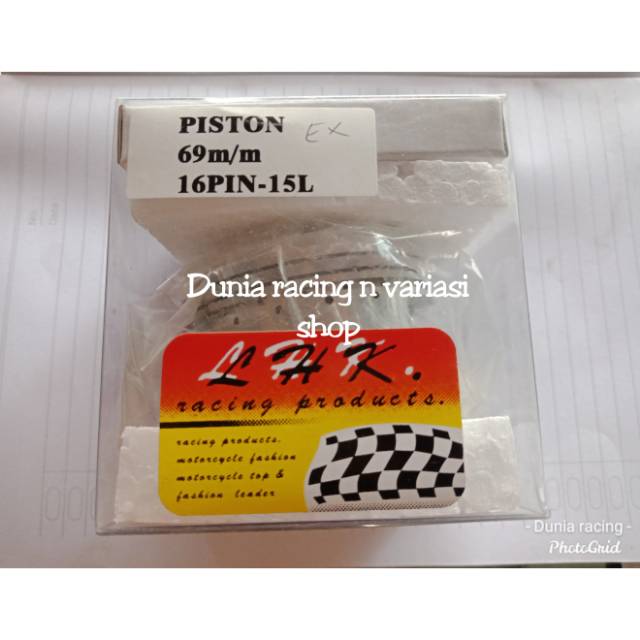 PISTON EX
69m/m
16PIN-15L
Dunia racing n variasi
shop
LHK.
racing products.
racing products.
motorcycle fashion
motorcycle top &
fashion leader
- Dunia racing -
PhotoGrid